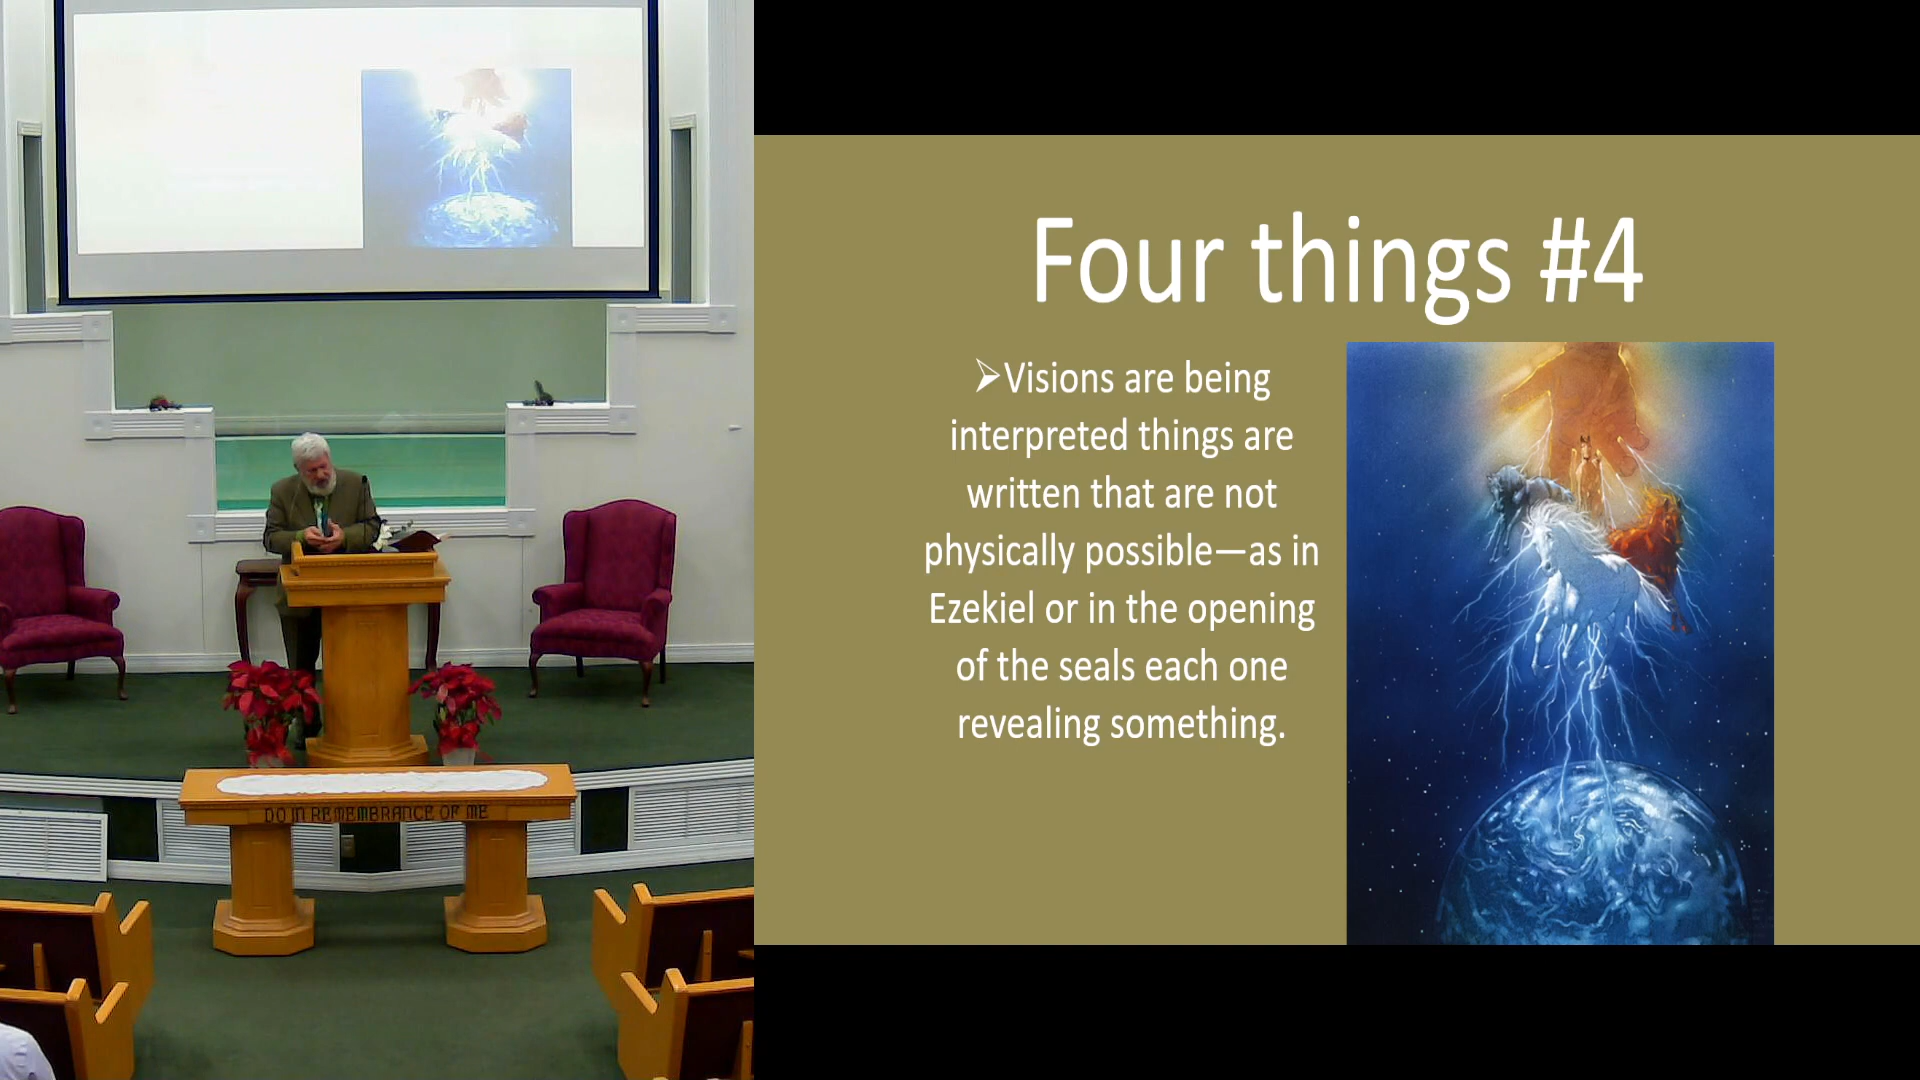 Four things #4
➢Visions are being
interpreted things are
written that are not
physically possible—as in
Ezekiel or in the opening
of the seals each one
revealing something.
DO IN REMEMBRANCE OF ME